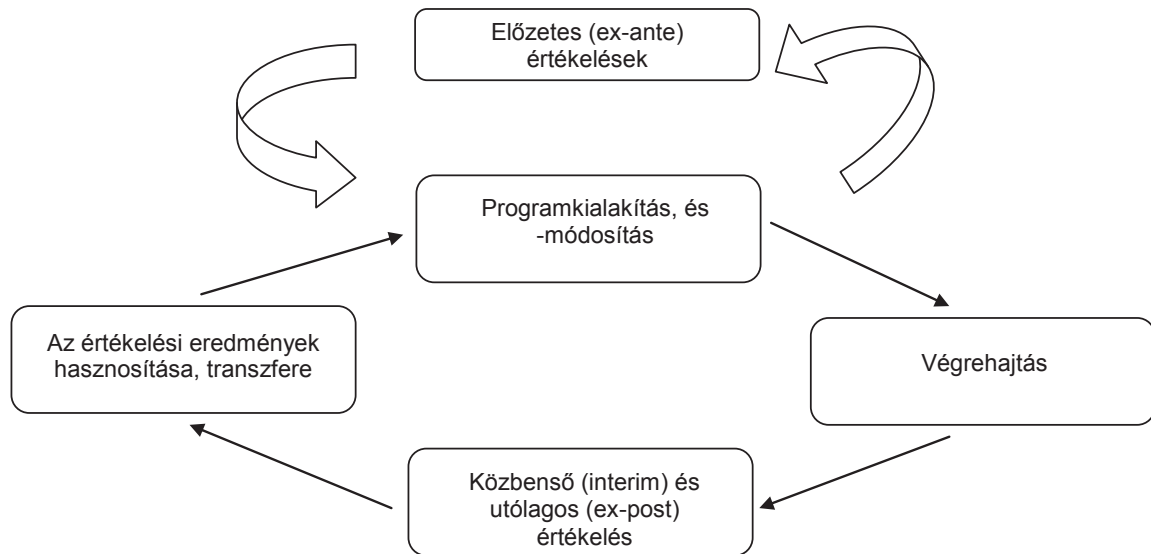 Előzetes (ex-ante)
értékelések
Programkialakítás, és
-módosítás
Az értékelési eredmények
hasznosítása, transzfere
Végrehajtás
Közbenső (interim) és
utólagos (ex-post)
értékelés